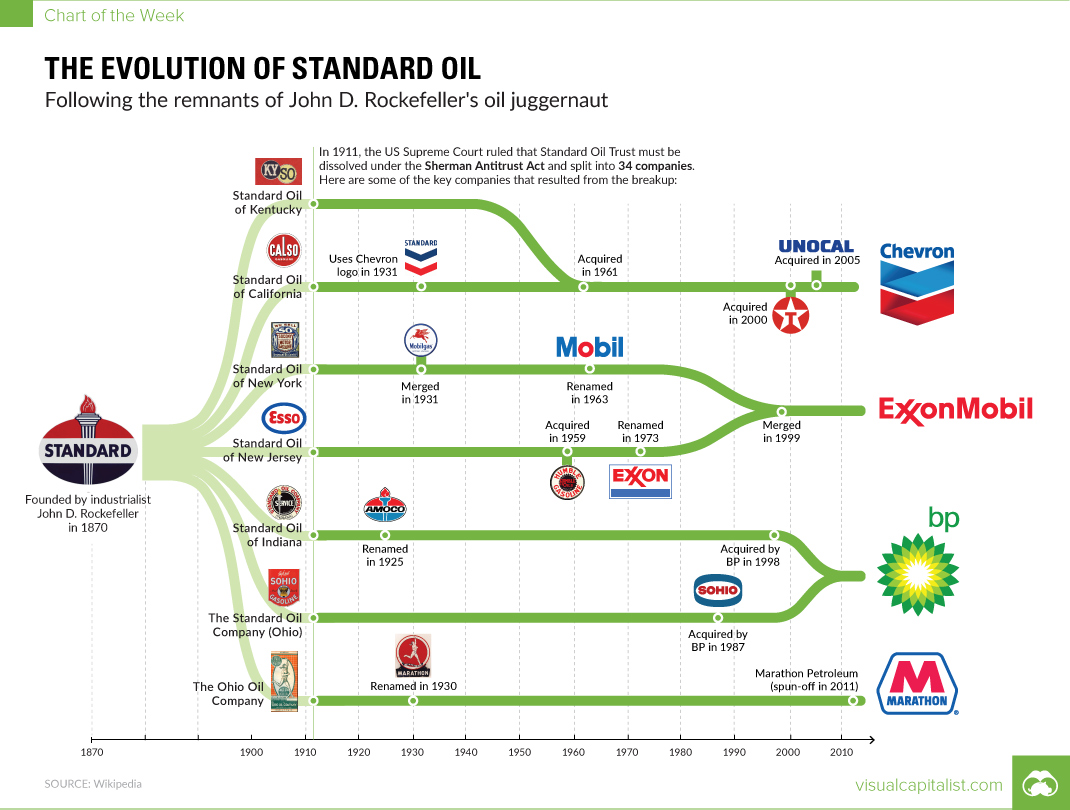 Chart of the Week
THE EVOLUTION OF STANDARD OIL
Following the remnants of John D. Rockefeller's oil juggernaut
In 1911, the US Supreme Court ruled that Standard Oil Trust must be
dissolved under the Sherman Antitrust Act and split into 34 companies.
Here are some of the key companies that resulted from the breakup:
KYSO
Standard Oil
of Kentucky
CALSO
GASOLINE
Standard Oil
of California
Uses Chevron
logo in 1931
STANDARD
Acquired
in 1961
UNOCAL
Acquired in 2005
Acquired
in 2000
T
Chevron
SO
Standard Oil
of New York
Mobilgas
Merged
in 1931
Mobil
Renamed
in 1963
Esso
Standard Oil
of New Jersey
Acquired
in 1959
HUMBLE
GASOLINE
Renamed
in 1973
EXXON
Merged
in 1999
ExxonMobil
STANDARD
Founded by industrialist
John D. Rockefeller
in 1870
SERVICE
Standard Oil
of Indiana
AMOCO
Renamed
in 1925
Acquired by
BP in 1998
bp
SOHIO
GASOLINE
The Standard Oil
Company (Ohio)
SOHIO
Acquired by
BP in 1987
The Ohio Oil
Company
MARATHON
Renamed in 1930
Marathon Petroleum
(spun-off in 2011)
M
MARATHON
®
1870
1900
1910
1920
1930
1940
1950
1960
1970
1980
1990
2000
2010
SOURCE: Wikipedia
visualcapitalist.com